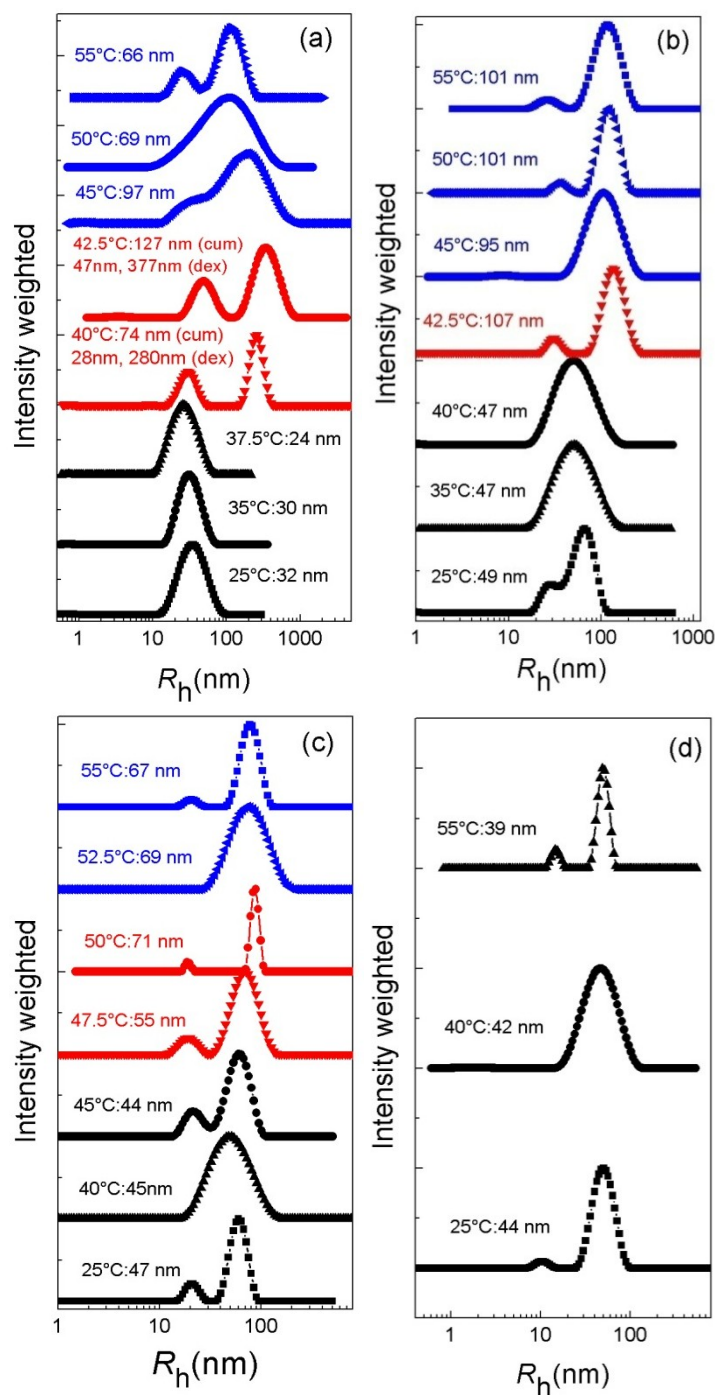 (a)
55°C:66 nm
50°C:69 nm
45°C:97 nm
42.5°C:127 nm (cum)
47nm, 377nm (dex)
40°C:74 nm (cum)
28nm, 280nm (dex)
37.5°C:24 nm
35°C:30 nm
25°C:32 nm
Intensity weighted
1 10 100 1000
Rh(nm)
(b)
55°C:101 nm
50°C:101 nm
45°C:95 nm
42.5°C:107 nm
40°C:47 nm
35°C:47 nm
25°C:49 nm
Intensity weighted
1 10 100 1000
Rh(nm)
(c)
55°C:67 nm
52.5°C:69 nm
50°C:71 nm
47.5°C:55 nm
45°C:44 nm
40°C:45nm
25°C:47 nm
Intensity weighted
1 10 100
Rh(nm)
(d)
55°C:39 nm
40°C:42 nm
25°C:44 nm
Intensity weighted
1 10 100
Rh(nm)